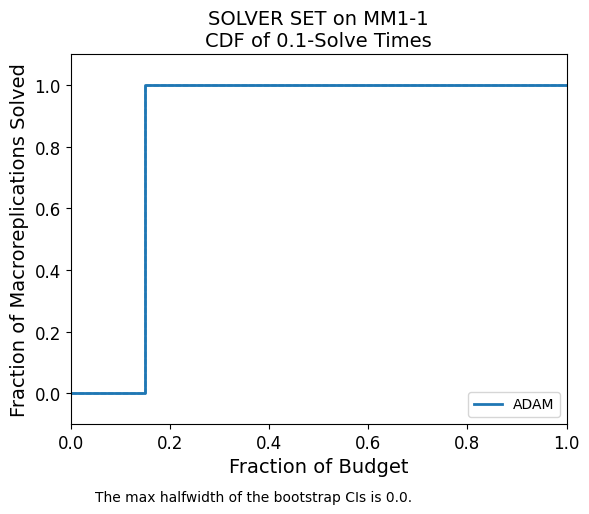 SOLVER SET on MM1-1
CDF of 0.1-Solve Times
Fraction of Macroreplications Solved
1.0
0.8
0.6
0.4
0.2
0.0
ADAM
0.0 0.2 0.4 0.6 0.8 1.0
Fraction of Budget
The max halfwidth of the bootstrap CIs is 0.0.